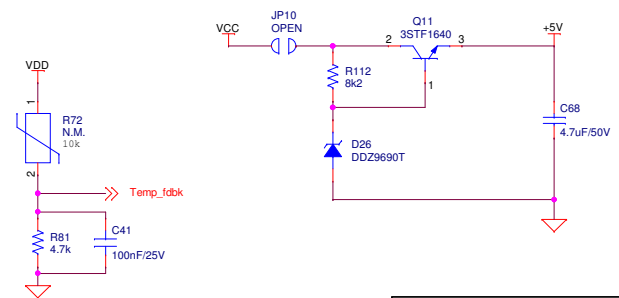 JP10
OPEN
VCC
Q11
3STF1640
2
3
+5V
1
R112
8k2
C68
4.7uF/50V
D26
DDZ9690T
VDD
1
R72
N.M.
10k
2
Temp_fdbk
R81
4.7k
C41
100nF/25V